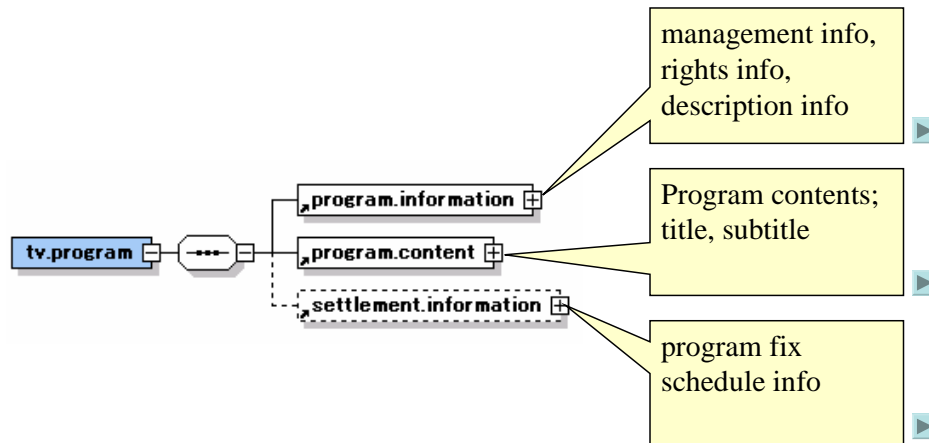 management info,
rights info,
description info
program.information
Program contents;
title, subtitle
tv.program
program.content
settlement.information
program fix
schedule info